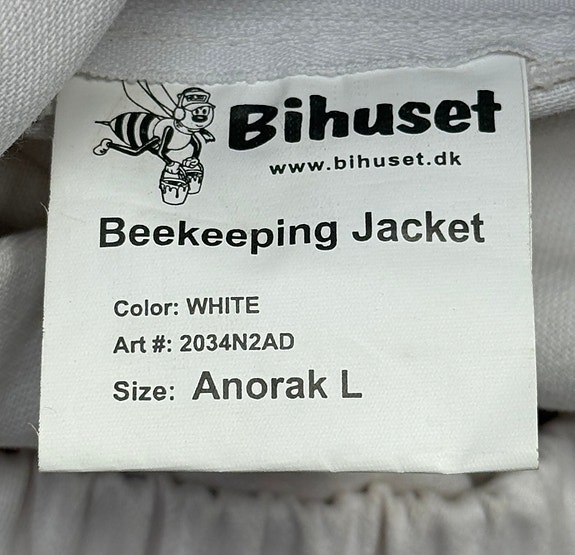 Bihuset
www.bihuset.dk
Beekeeping Jacket
Color: WHITE
Art #: 2034N2AD
Size: Anorak L